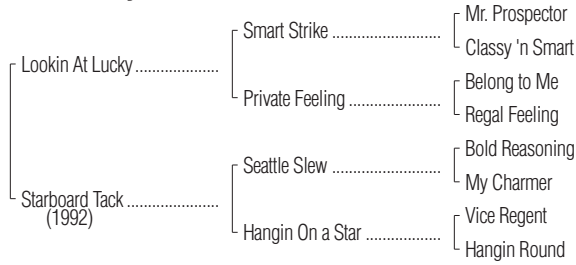 Mr. Prospector
Smart Strike ....................
Classy 'n Smart
Lookin At Lucky ....................
Belong to Me
Private Feeling ....................
Regal Feeling
Bold Reasoning
Seattle Slew ....................
My Charmer
Starboard Tack ....................
(1992)
Vice Regent
Hangin On a Star ....................
Hangin Round